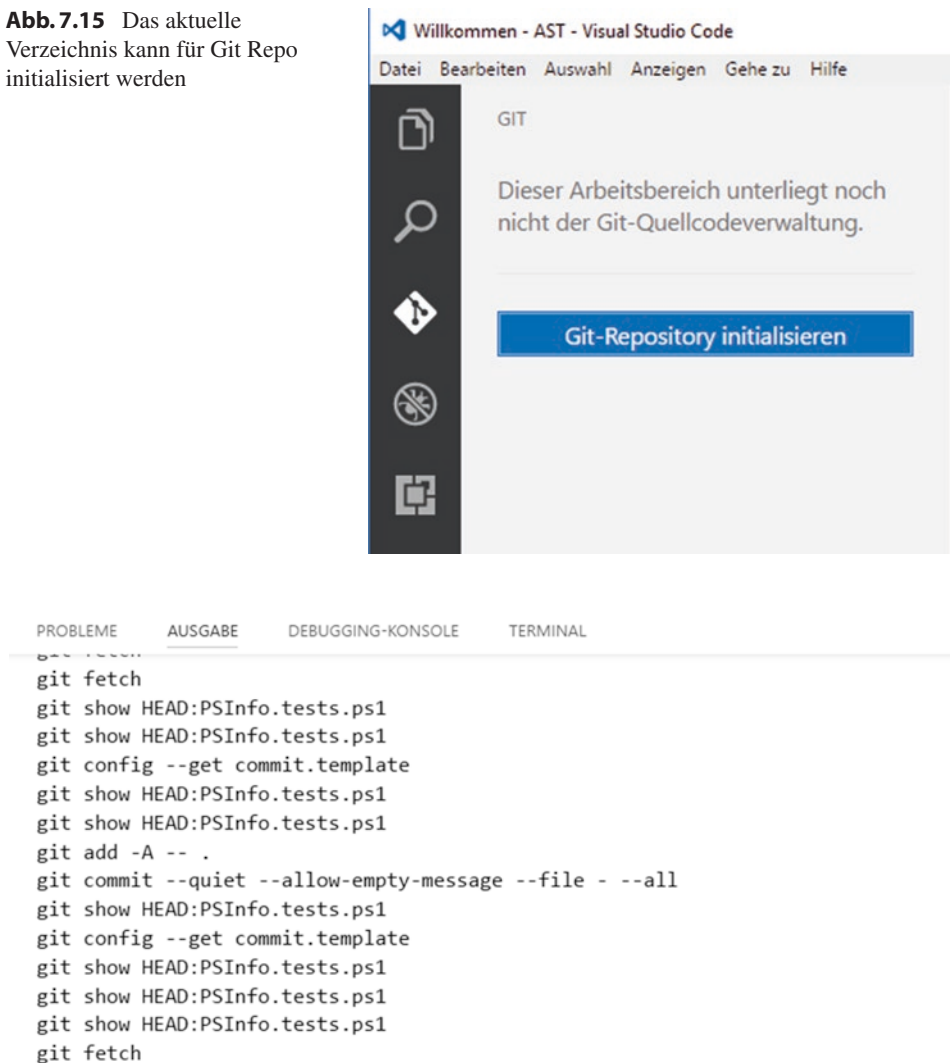 Abb. 7.15 Das aktuelle
Verzeichnis kann für Git Repo
initialisiert werden
Willkommen - AST - Visual Studio Code
Datei Bearbeiten Auswahl Anzeigen Gehe zu Hilfe
GIT
Dieser Arbeitsbereich unterliegt noch
nicht der Git-Quellcodeverwaltung.
Git-Repository initialisieren
PROBLEME AUSGABE DEBUGGING-KONSOLE TERMINAL
git fetch
git show HEAD:PSInfo.tests.ps1
git show HEAD:PSInfo.tests.ps1
git config --get commit.template
git show HEAD:PSInfo.tests.ps1
git show HEAD:PSInfo.tests.ps1
git add -A -- .
git commit --quiet --allow-empty-message --file - --all
git show HEAD:PSInfo.tests.ps1
git config --get commit.template
git show HEAD:PSInfo.tests.ps1
git show HEAD:PSInfo.tests.ps1
git show HEAD:PSInfo.tests.ps1
git fetch